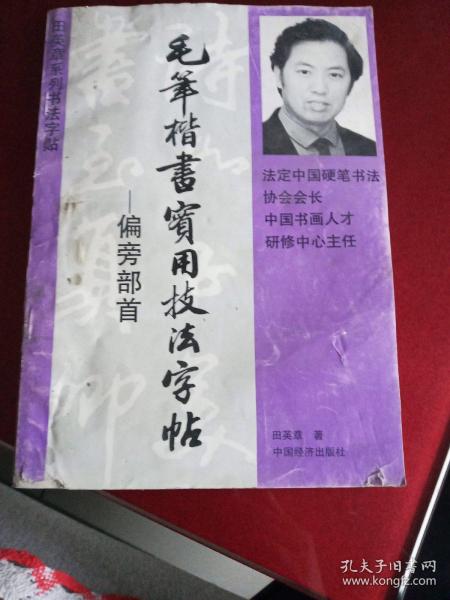 田英章系列书法字帖
毛筆楷書實用技法字帖
—偏旁部首
法定中国硬笔书法
协会会长
中国书画人才
研修中心主任
田英章 著
中国经济出版社
孔夫子旧书网
www.kongfz.com